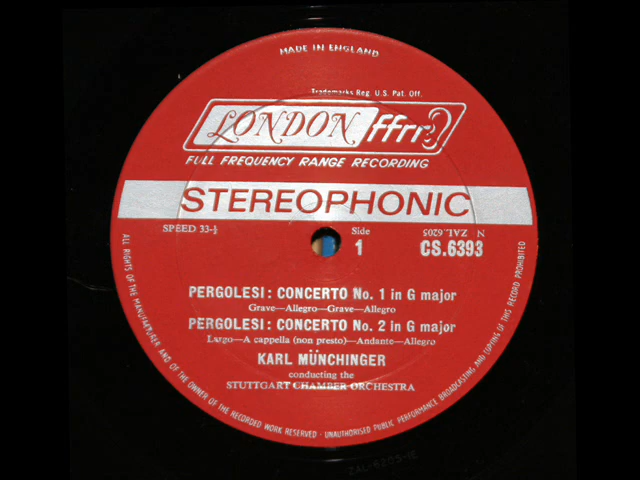 MADE IN ENGLAND
Trademarks Reg. U.S. Pat. Off.
LONDON ffrr
FULL FREQUENCY RANGE RECORDING
STEREOPHONIC
SPEED 33-⅓
Side
1
N ZAL. 6205
CS.6393
PERGOLESI: CONCERTO No. 1 in G major
Grave—Allegro—Grave—Allegro
PERGOLESI: CONCERTO No. 2 in G major
Largo—A cappella (non presto)—Andante—Allegro
KARL MÜNCHINGER
conducting the
STUTTGART CHAMBER ORCHESTRA
ALL RIGHTS OF THE MANUFACTURER AND OF THE OWNER OF THE RECORDED WORK RESERVED · UNAUTHORISED PUBLIC PERFORMANCE BROADCASTING AND COPYING OF THIS RECORD PROHIBITED